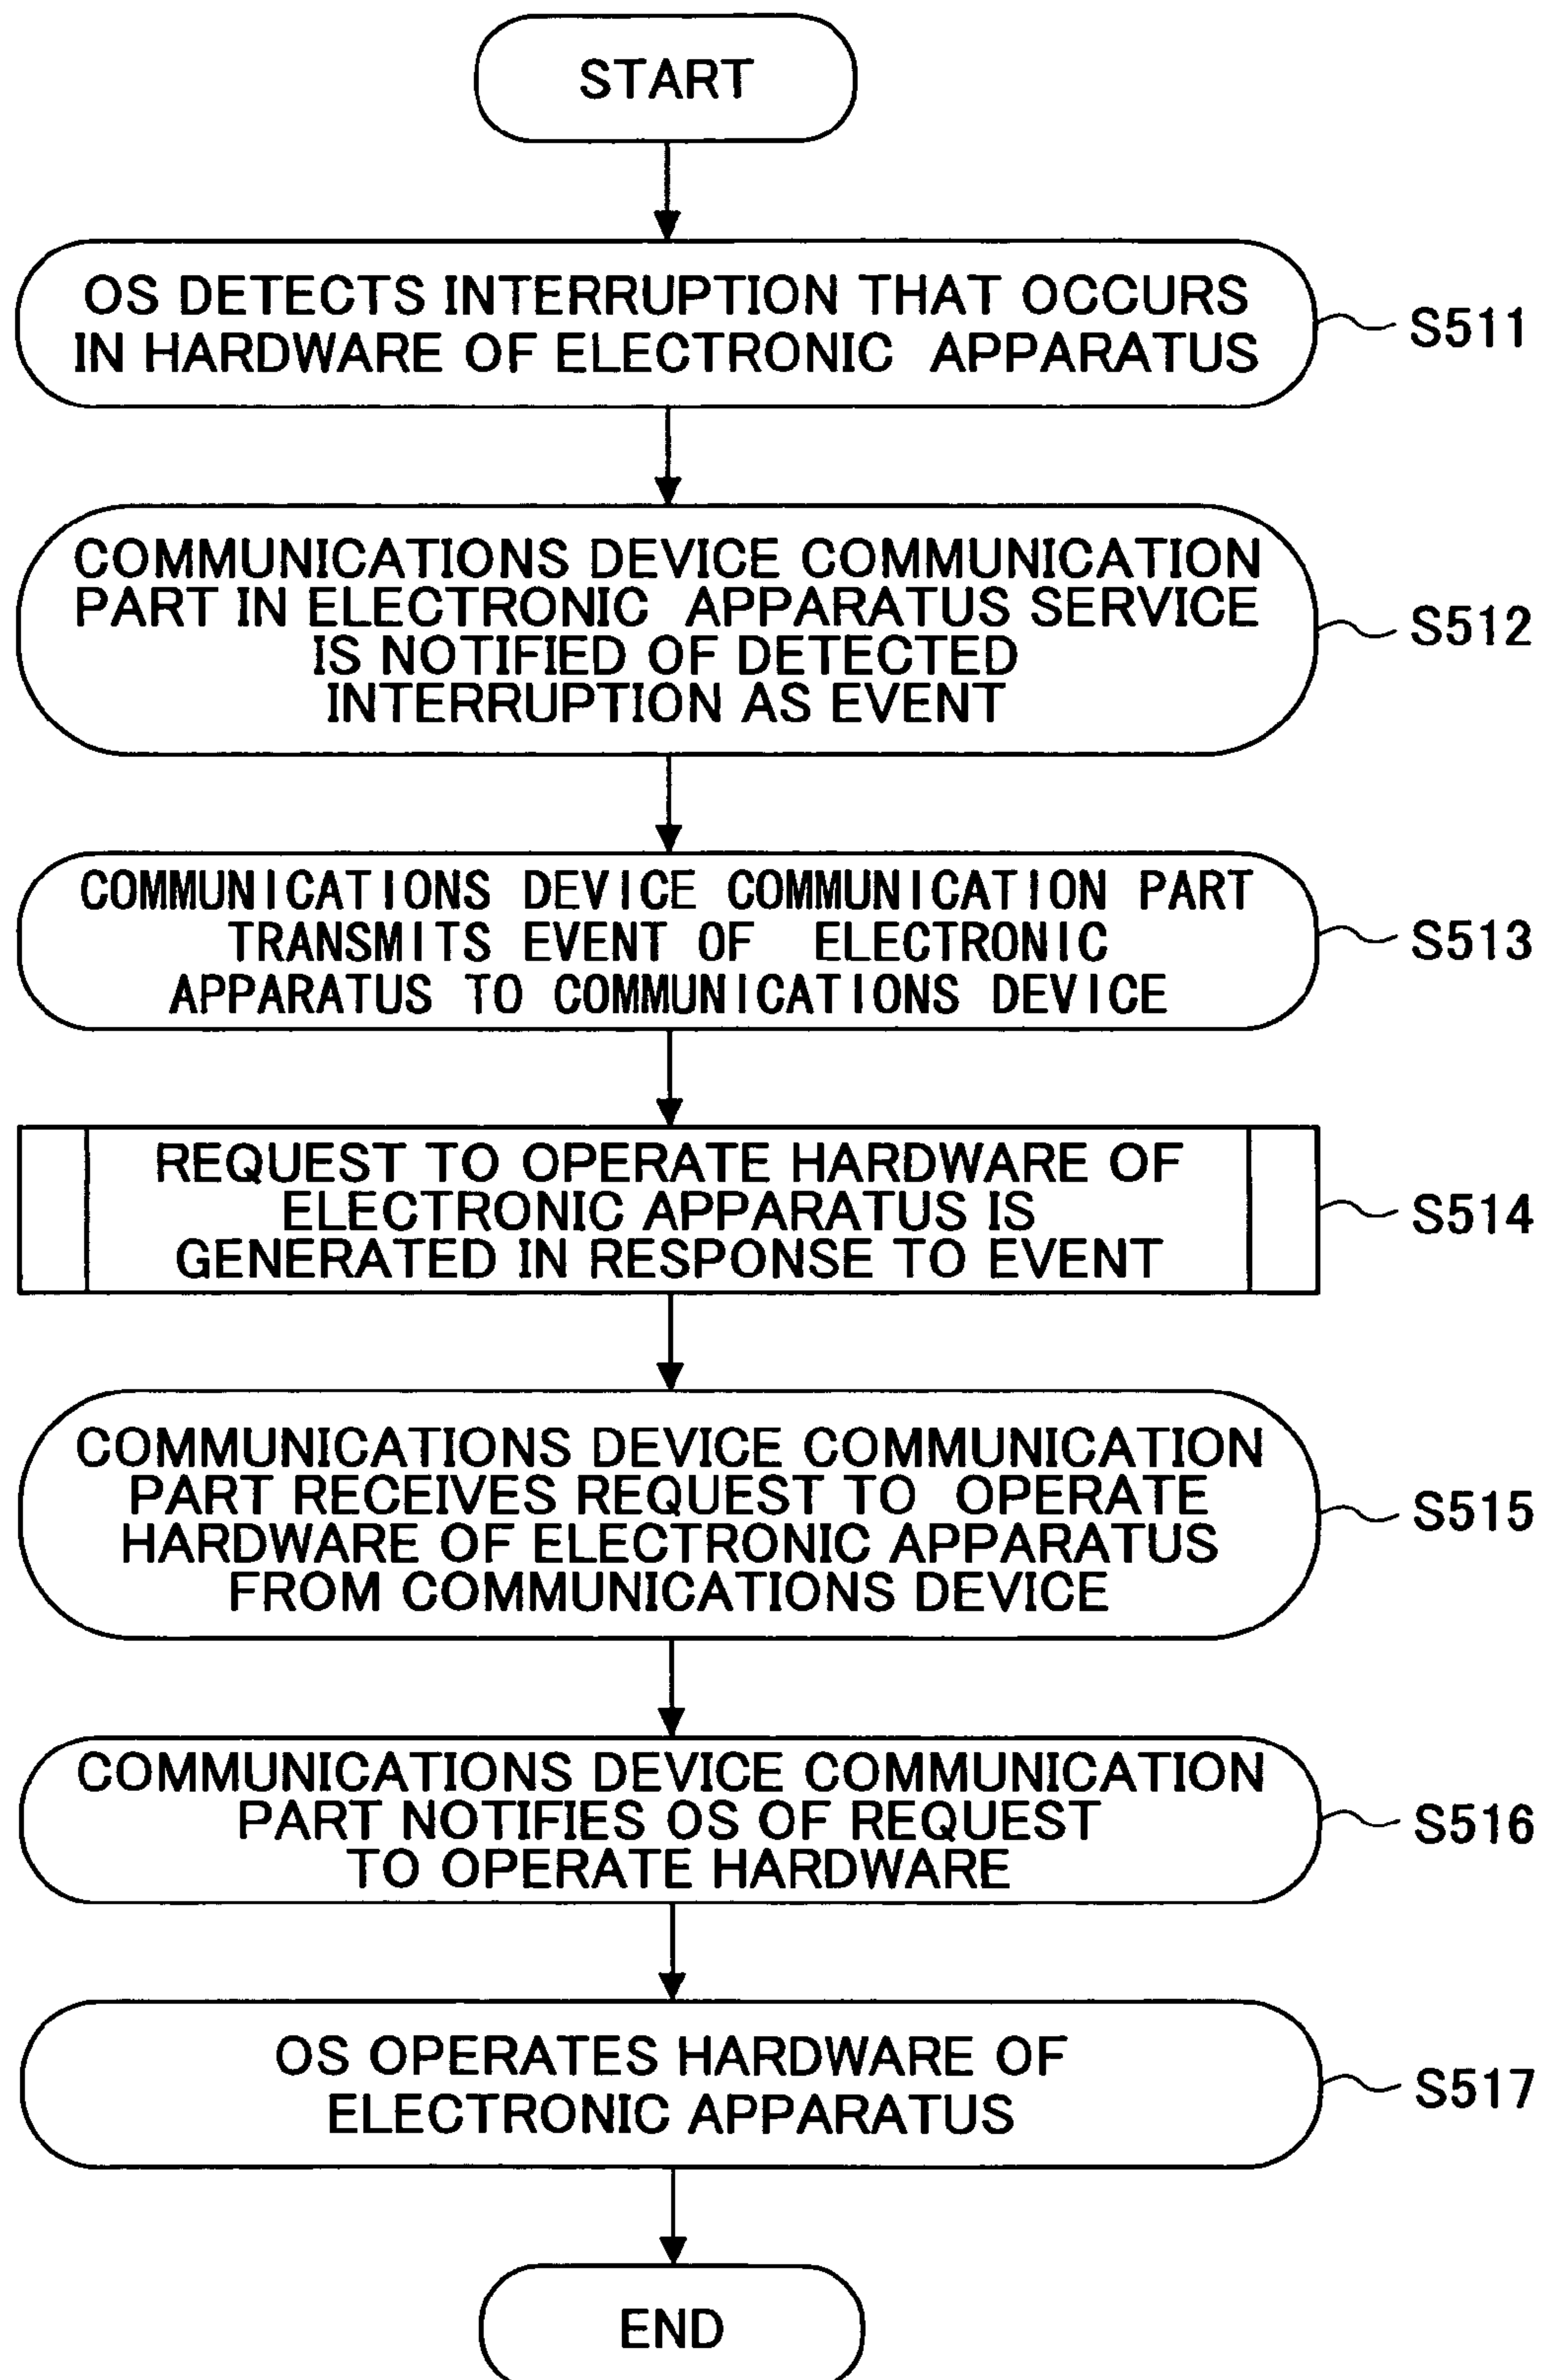 START
OS DETECTS INTERRUPTION THAT OCCURS
IN HARDWARE OF ELECTRONIC APPARATUS
S511
COMMUNICATIONS DEVICE COMMUNICATION
PART IN ELECTRONIC APPARATUS SERVICE
IS NOTIFIED OF DETECTED
INTERRUPTION AS EVENT
S512
COMMUNICATIONS DEVICE COMMUNICATION PART
TRANSMITS EVENT OF ELECTRONIC
APPARATUS TO COMMUNICATIONS DEVICE
S513
REQUEST TO OPERATE HARDWARE OF
ELECTRONIC APPARATUS IS
GENERATED IN RESPONSE TO EVENT
S514
COMMUNICATIONS DEVICE COMMUNICATION
PART RECEIVES REQUEST TO OPERATE
HARDWARE OF ELECTRONIC APPARATUS
FROM COMMUNICATIONS DEVICE
S515
COMMUNICATIONS DEVICE COMMUNICATION
PART NOTIFIES OS OF REQUEST
TO OPERATE HARDWARE
S516
OS OPERATES HARDWARE OF
ELECTRONIC APPARATUS
S517
END